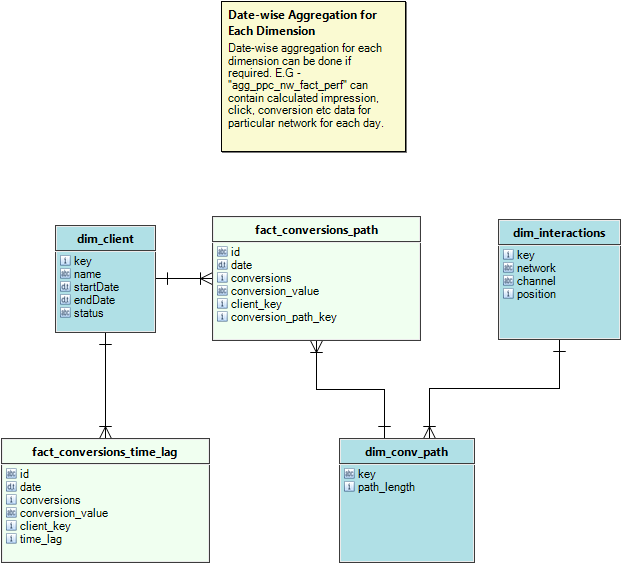 Date-wise Aggregation for
Each Dimension
Date-wise aggregation for each
dimension can be done if
required. E.G -
"agg_ppc_nw_fact_perf" can
contain calculated impression,
click, conversion etc data for
particular network for each day.
dim_client
key
name
startDate
endDate
status
fact_conversions_path
id
date
conversions
conversion_value
client_key
conversion_path_key
dim_interactions
key
network
channel
position
fact_conversions_time_lag
id
date
conversions
conversion_value
client_key
time_lag
dim_conv_path
key
path_length